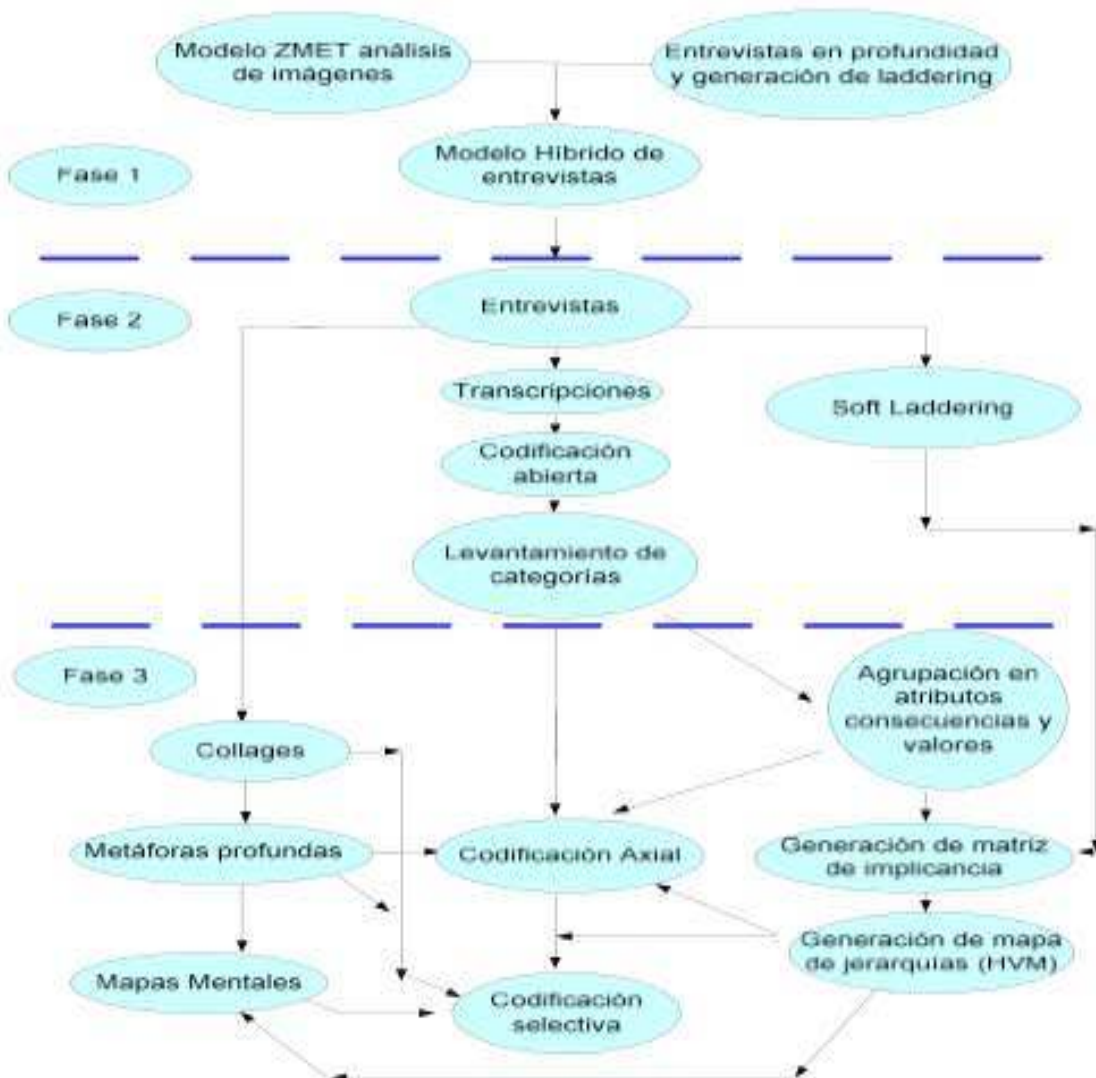 Modelo ZMET análisis
de imágenes
Entrevistas en profundidad
y generación de laddering
Modelo Híbrido de
entrevistas
Fase 1
Entrevistas
Fase 2
Transcripciones
Soft Laddering
Codificación
abierta
Levantamiento de
categorías
Fase 3
Agrupación en
atributos
consecuencias y
valores
Collages
Metáforas profundas
Codificación Axial
Generación de matriz
de implicancia
Mapas Mentales
Codificación
selectiva
Generación de mapa
de jerarquías (HVM)